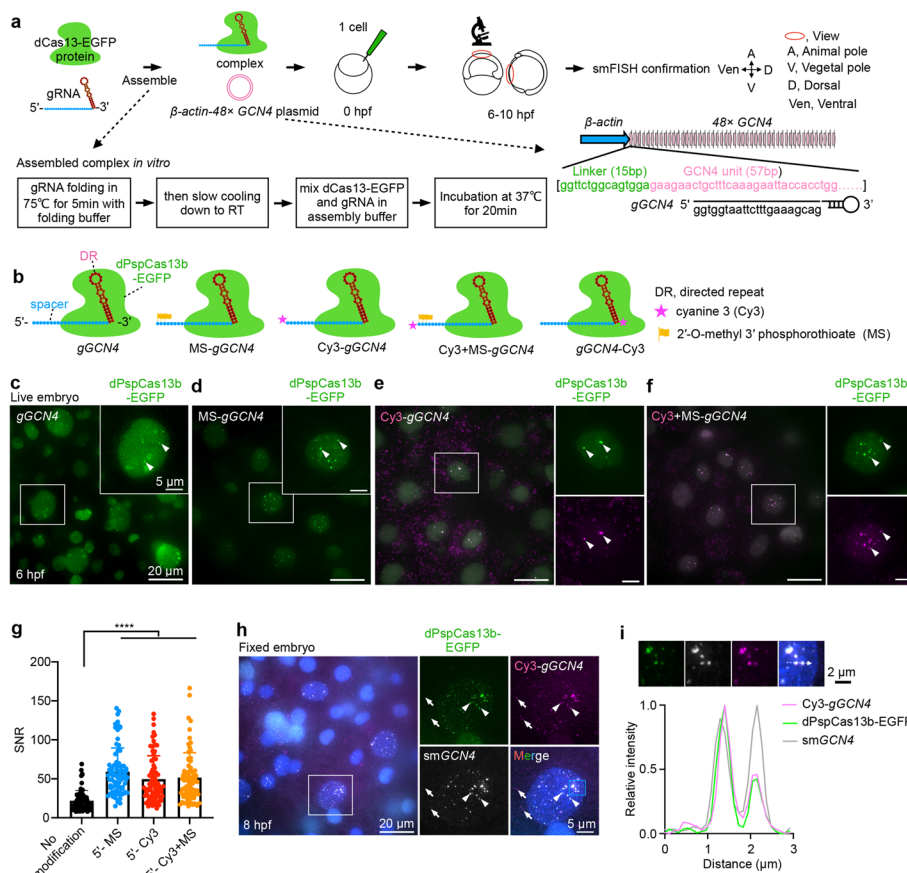 a
dCas13-EGFP
protein
gRNA
5'-
-3'
Assemble
complex
β-actin-48× GCN4 plasmid
1 cell
0 hpf
6-10 hpf
smFISH confirmation
A
Ven
D
V
, View
A, Animal pole
V, Vegetal pole
D, Dorsal
Ven, Ventral
Assembled complex in vitro
gRNA folding in
75℃ for 5min with
folding buffer
then slow cooling
down to RT
mix dCas13-EGFP
and gRNA in
assembly buffer
Incubation at 37℃
for 20min
β-actin
48× GCN4
Linker (15bp)
GCN4 unit (57bp)
[ggttctggcagtggagaagaactgctttcaaagaattaccacctgg......]
gGCN4
5'
ggtggtaattctttgaaagcag
3'
b
DR
dPspCas13b
-EGFP
spacer
5'-
-3'
gGCN4
MS-gGCN4
Cy3-gGCN4
Cy3+MS-gGCN4
gGCN4-Cy3
DR, directed repeat
cyanine 3 (Cy3)
2′-O-methyl 3′ phosphorothioate (MS)
c
Live embryo
dPspCas13b
-EGFP
gGCN4
5 µm
6 hpf
20 µm
d
dPspCas13b
-EGFP
MS-gGCN4
e
dPspCas13b
-EGFP
Cy3-gGCN4
f
dPspCas13b
-EGFP
Cy3+MS-gGCN4
g
****
SNR
200
150
100
50
0
No
modification
5'- MS
5'- Cy3
5'- Cy3+MS
h
Fixed embryo
dPspCas13b-
EGFP
Cy3-gGCN4
smGCN4
Merge
8 hpf
20 µm
5 µm
i
2 µm
Cy3-gGCN4
dPspCas13b-EGFP
smGCN4
Relative intensity
1.0
0.5
0.0
0
1
2
3
Distance (µm)